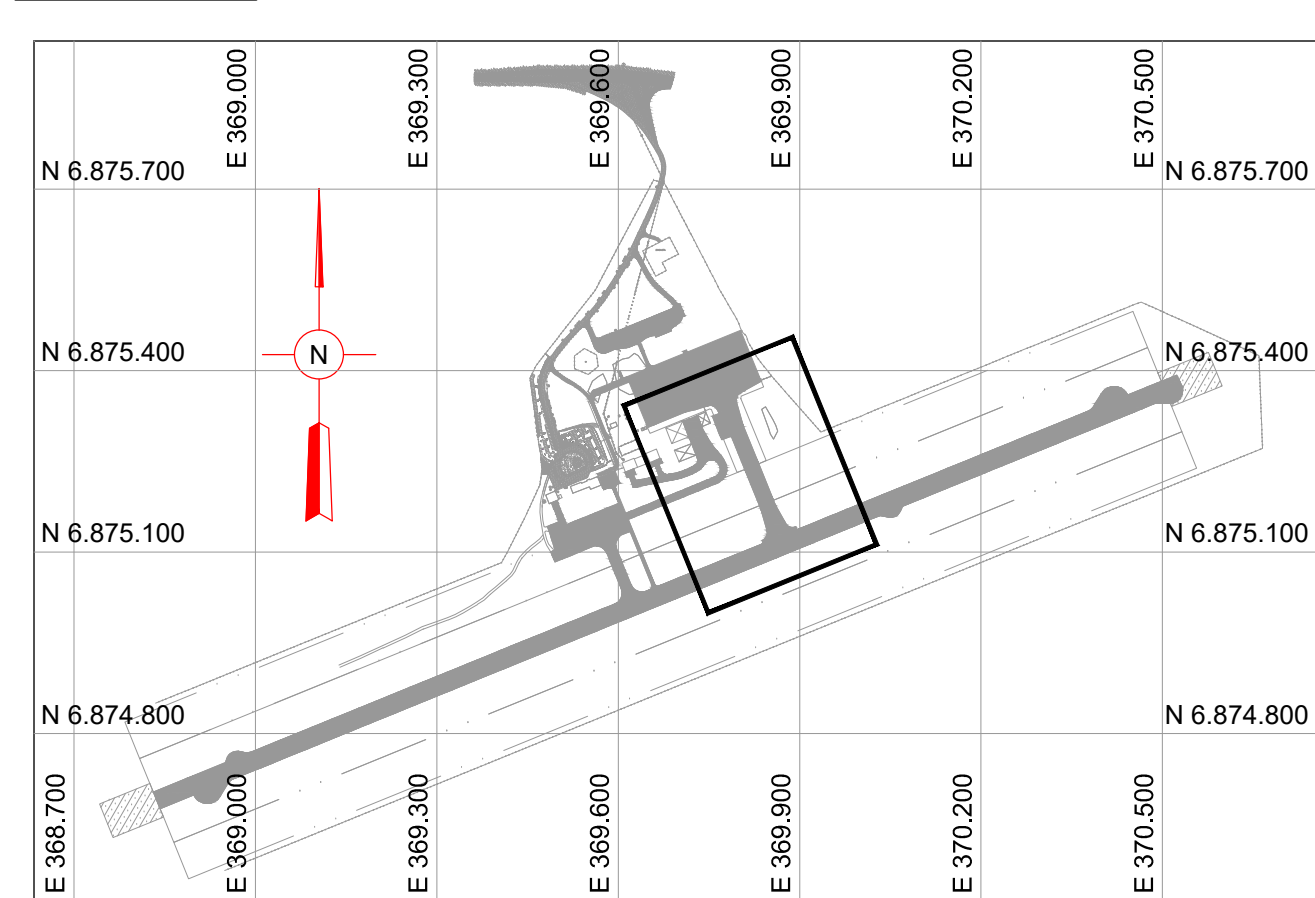 E 369.000
E 369.300
E 369.600
E 369.900
E 370.200
E 370.500
N 6.875.700
N 6.875.700
N
N 6.875.400
N 6.875.400
N 6.875.100
N 6.875.100
N 6.874.800
N 6.874.800
E 368.700
E 369.000
E 369.300
E 369.600
E 369.900
E 370.200
E 370.500